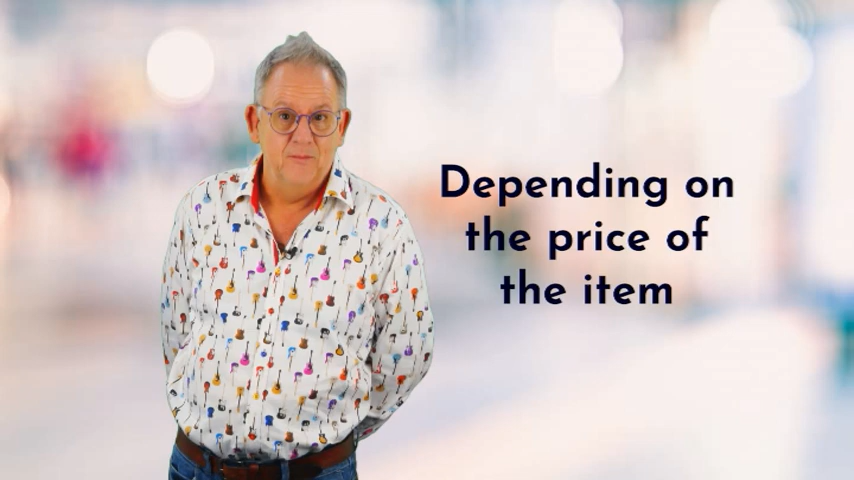 Depending on
the price of
the item